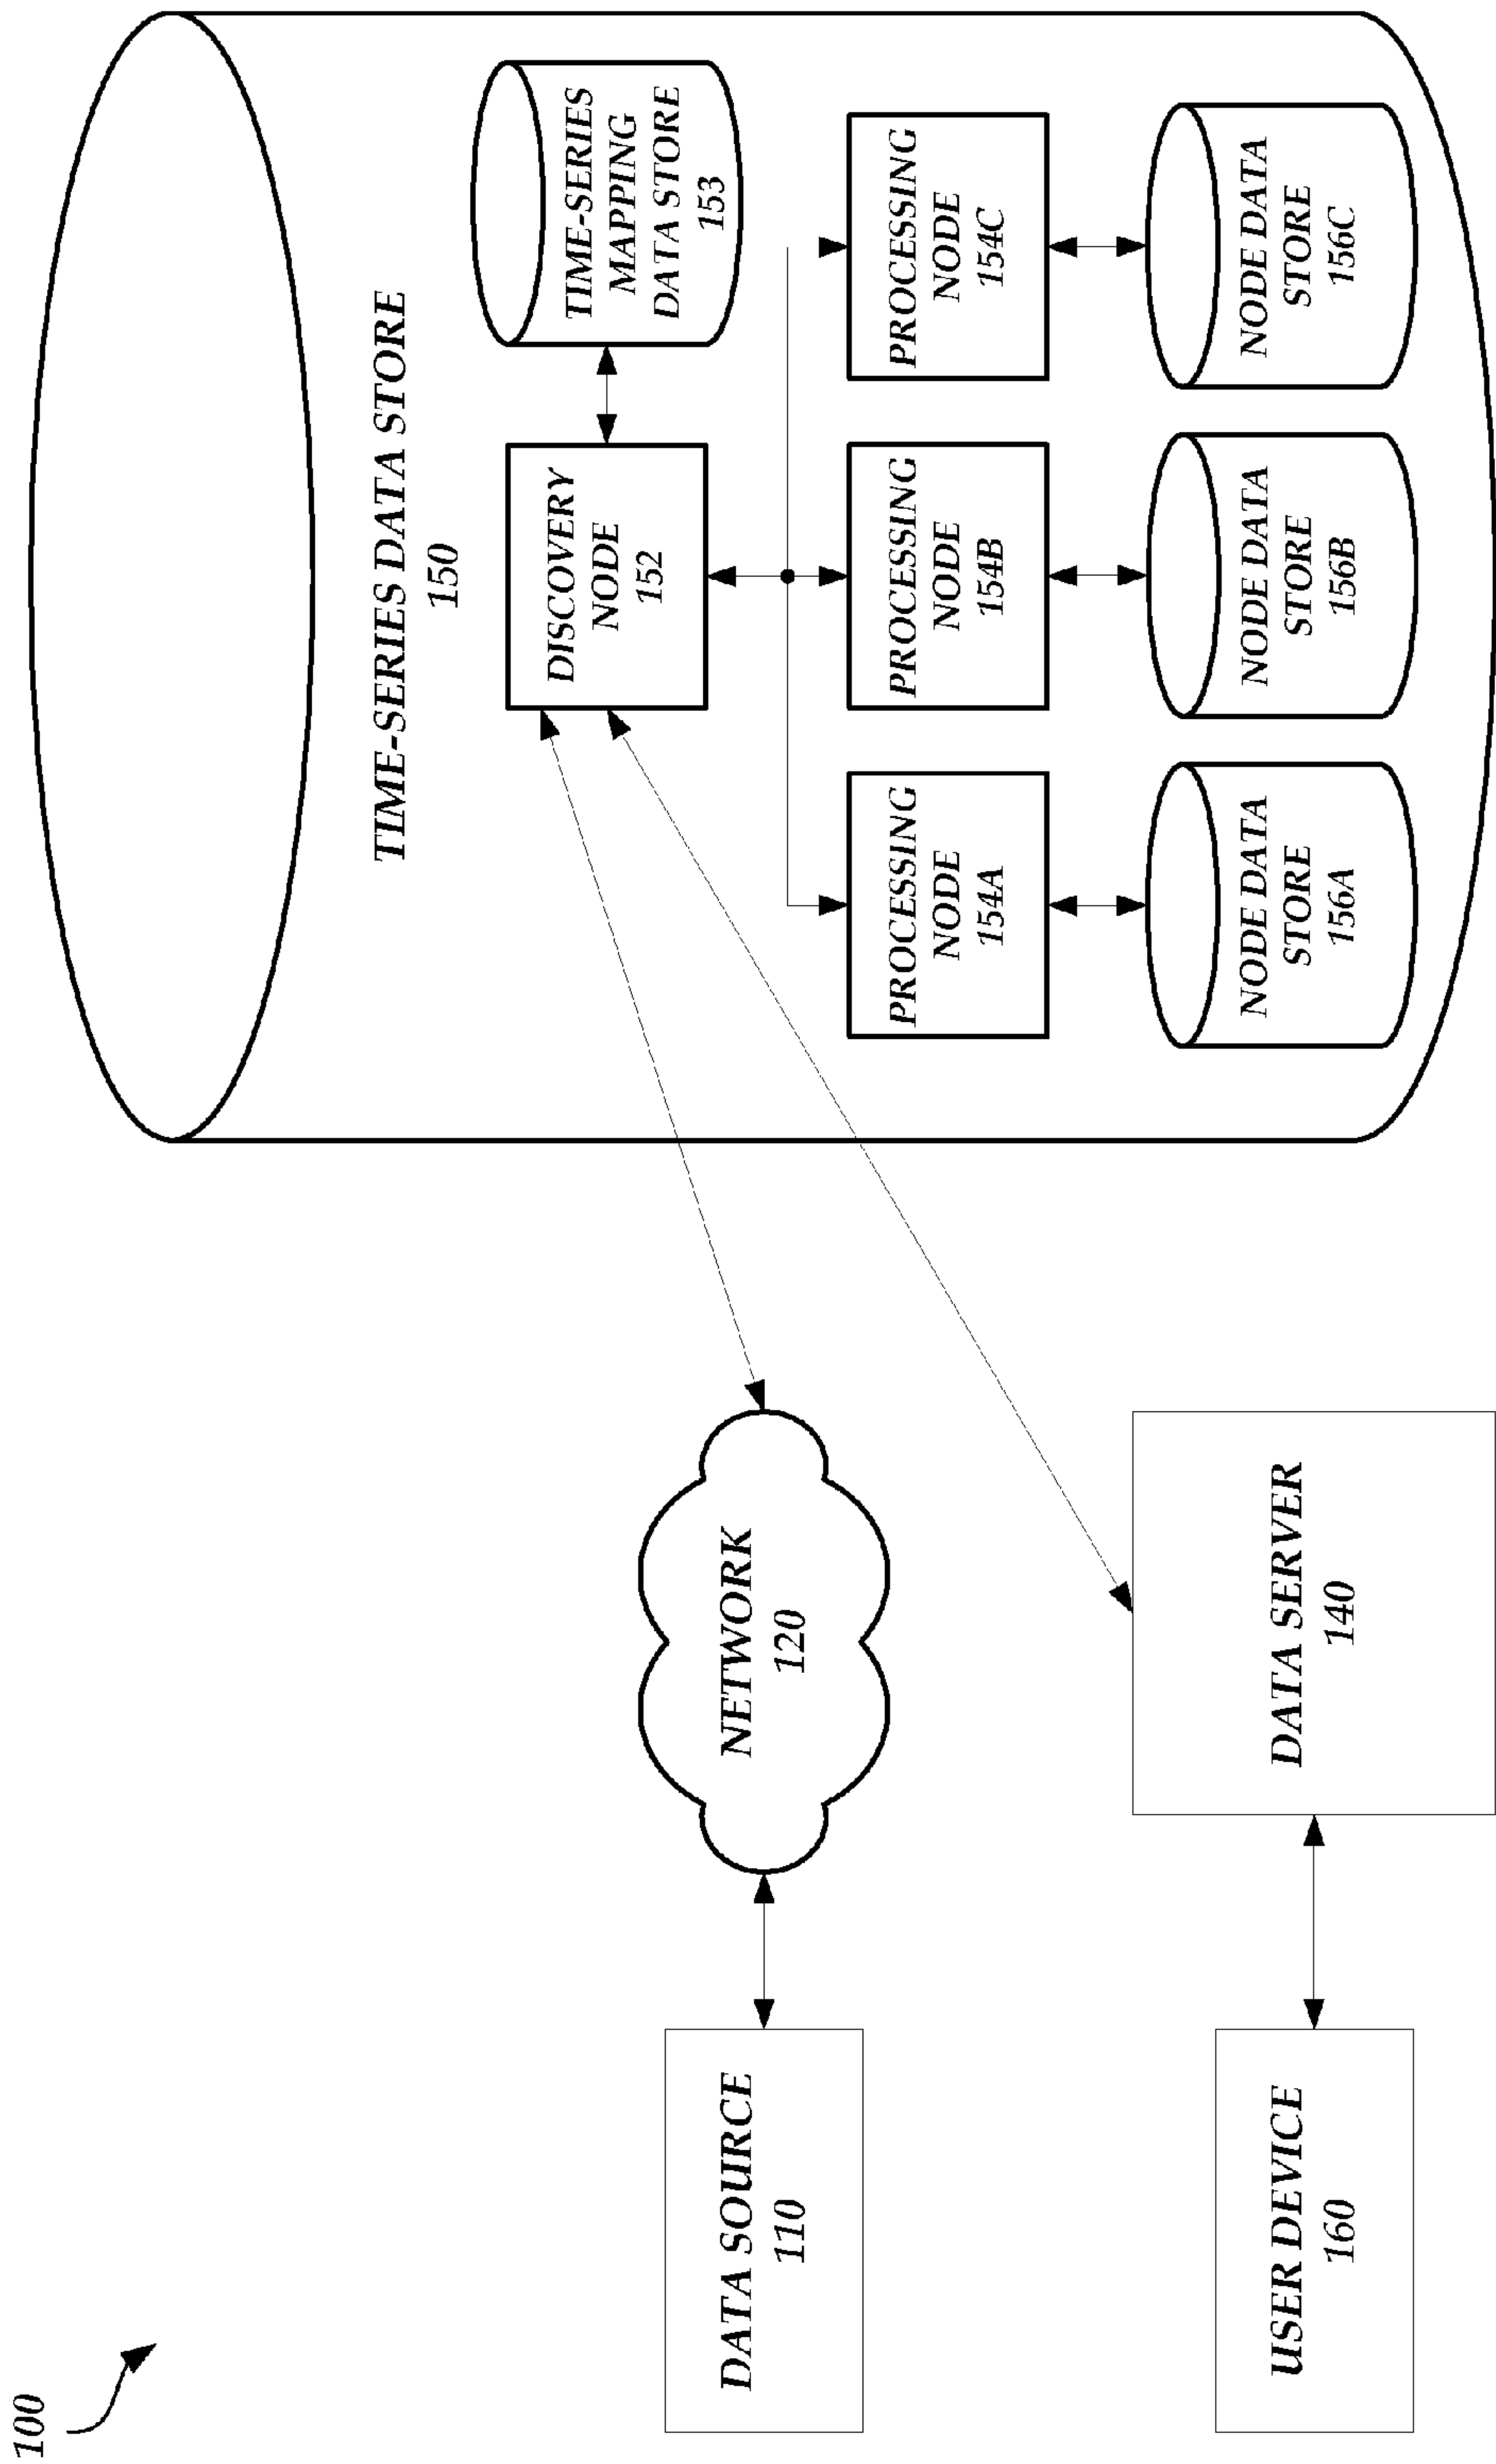 100
TIME-SERIES DATA STORE
150
DISCOVERY
NODE
152
TIME-SERIES
MAPPING
DATA STORE
153
DATA SOURCE
110
NETWORK
120
PROCESSING
NODE
154A
PROCESSING
NODE
154B
PROCESSING
NODE
154C
USER DEVICE
160
DATA SERVER
140
NODE DATA
STORE
156A
NODE DATA
STORE
156B
NODE DATA
STORE
156C